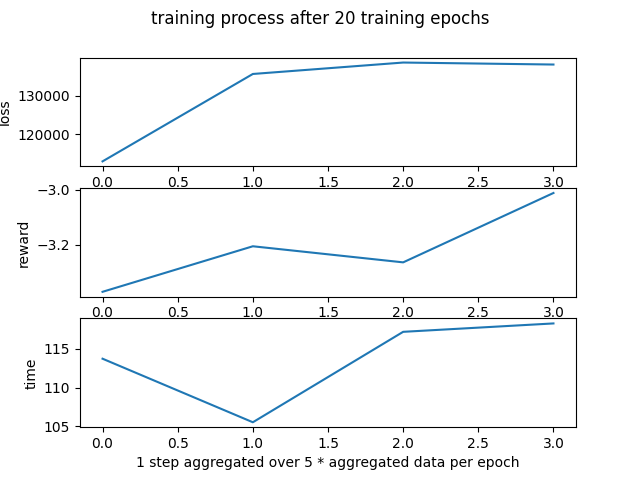 training process after 20 training epochs
130000
120000
loss
0.0 0.5 1.0 1.5 2.0 2.5 3.0
−3.0
−3.2
reward
0.0 0.5 1.0 1.5 2.0 2.5 3.0
115
110
105
time
0.0 0.5 1.0 1.5 2.0 2.5 3.0
1 step aggregated over 5 * aggregated data per epoch